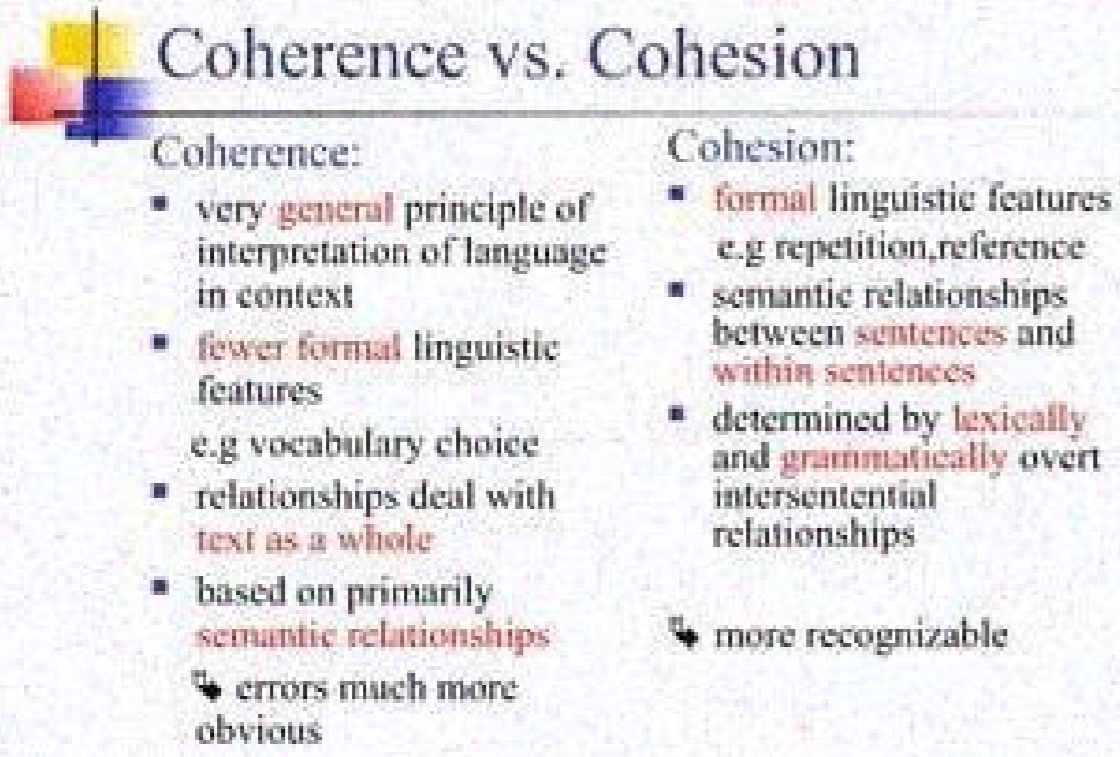 Coherence vs. Cohesion
Coherence:
very general principle of
interpretation of language
in context
fewer formal linguistic
features
e.g vocabulary choice
relationships deal with
text as a whole
based on primarily
semantic relationships
errors much more
obvious
Cohesion:
formal linguistic features
e.g repetition,reference
semantic relationships
between sentences and
within sentences
determined by lexically
and grammatically overt
intersentential
relationships
more recognizable